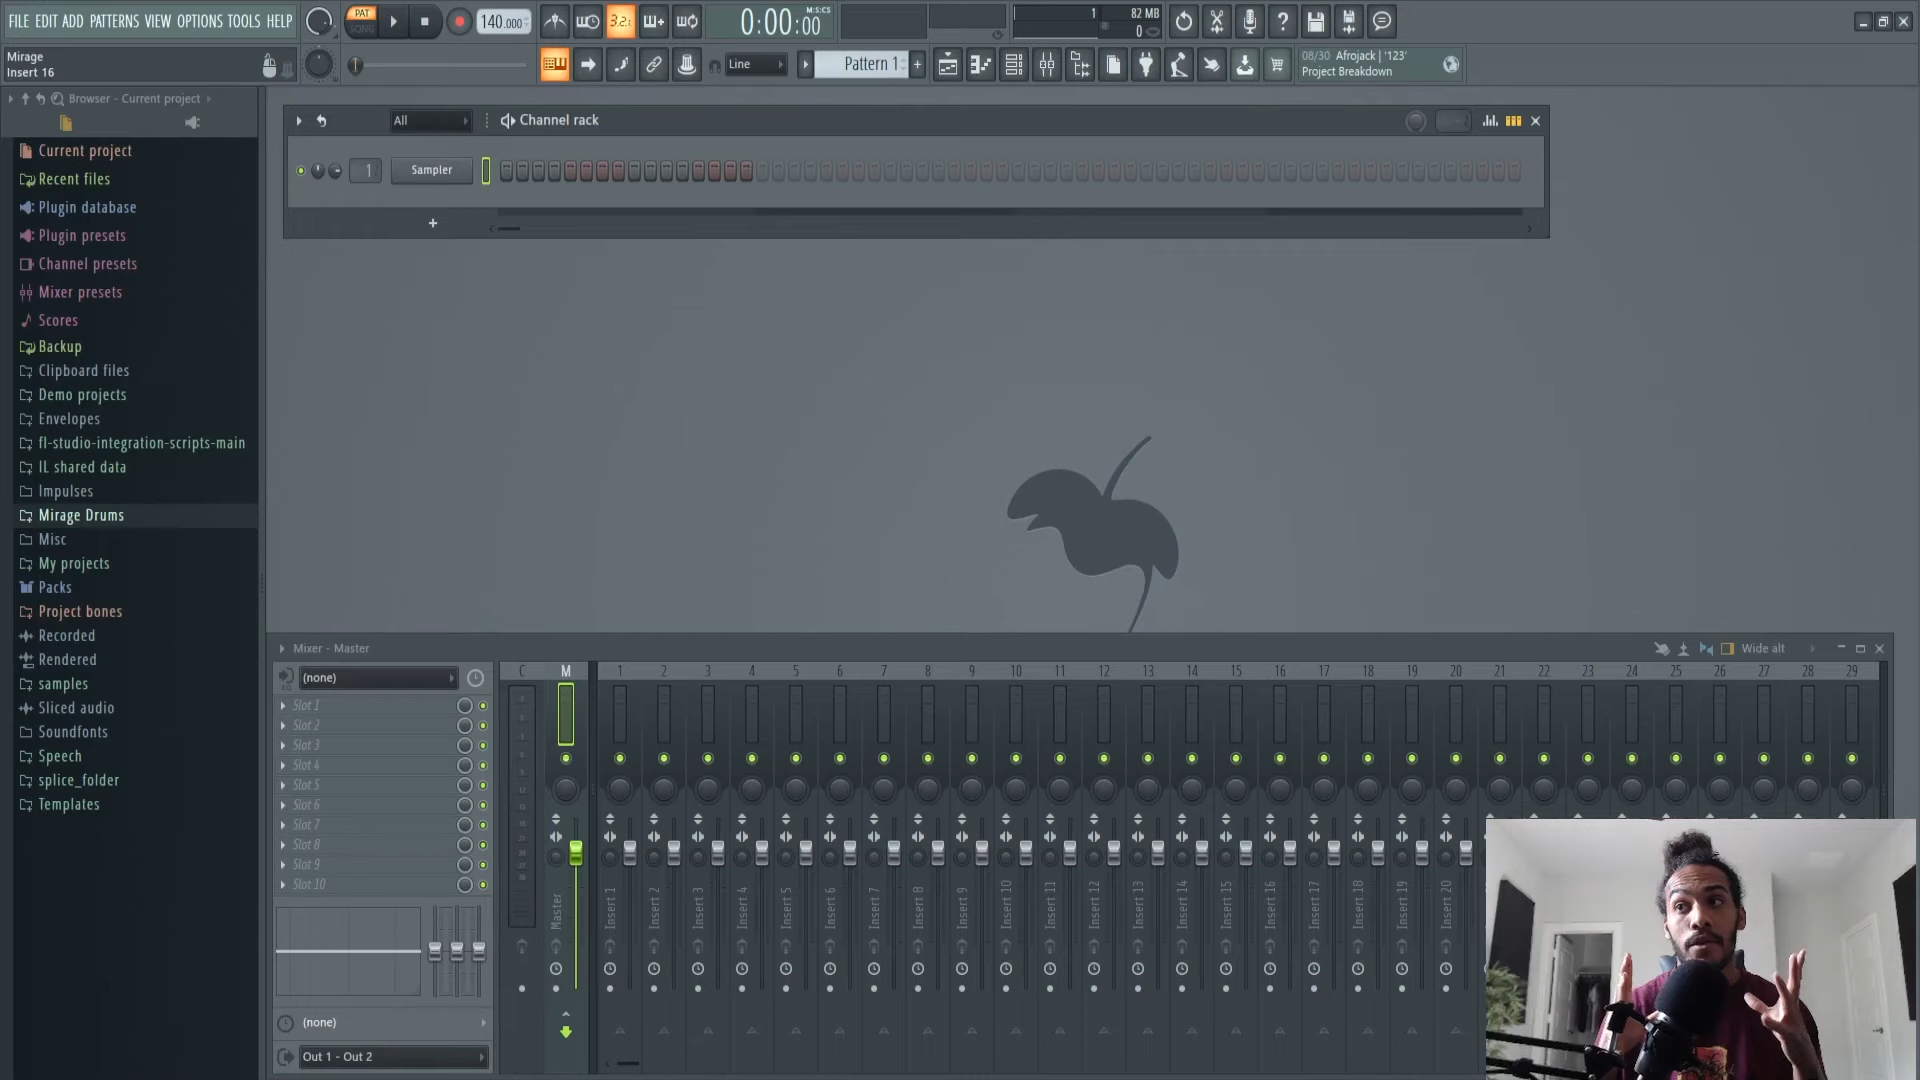 FILE EDIT ADD PATTERNS VIEW OPTIONS TOOLS HELP
PAT
SONG
140.000
3.2.
0:00:00
M:S:CS
1
82 MB
0
Mirage
Insert 16
Line
Pattern 1
+
08/30 Afrojack | '123'
Project Breakdown
Browser - Current project
Current project
Recent files
Plugin database
Plugin presets
Channel presets
Mixer presets
Scores
Backup
Clipboard files
Demo projects
Envelopes
fl-studio-integration-scripts-main
IL shared data
Impulses
Mirage Drums
Misc
My projects
Packs
Project bones
Recorded
Rendered
samples
Sliced audio
Soundfonts
Speech
splice_folder
Templates
All
Channel rack
1
Sampler
+
Mixer - Master
Wide alt
(none)
Slot 1
Slot 2
Slot 3
Slot 4
Slot 5
Slot 6
Slot 7
Slot 8
Slot 9
Slot 10
(none)
Out 1 - Out 2
C M 1 2 3 4 5 6 7 8 9 10 11 12 13 14 15 16 17 18 19 20 21 22 23 24 25 26 27 28 29
Master
Insert 1
Insert 2
Insert 3
Insert 4
Insert 5
Insert 6
Insert 7
Insert 8
Insert 9
Insert 10
Insert 11
Insert 12
Insert 13
Insert 14
Insert 15
Insert 16
Insert 17
Insert 18
Insert 19
Insert 20